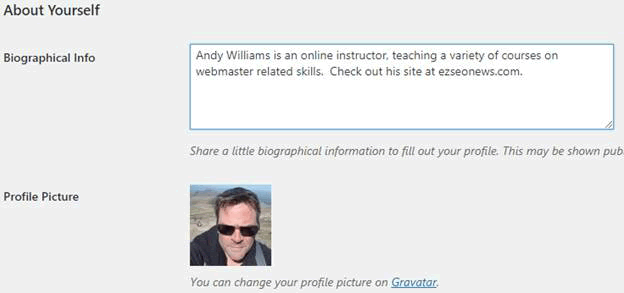 About Yourself
Biographical Info
Andy Williams is an online instructor, teaching a variety of courses on
webmaster related skills.  Check out his site at ezseonews.com.
Share a little biographical information to fill out your profile. This may be shown pub
Profile Picture
You can change your profile picture on Gravatar.